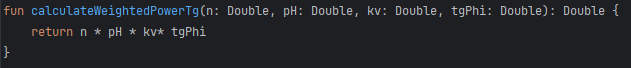 fun calculateWeightedPowerTg(n: Double, pH: Double, kv: Double, tgPhi: Double): Double {
    return n * pH * kv* tgPhi
}